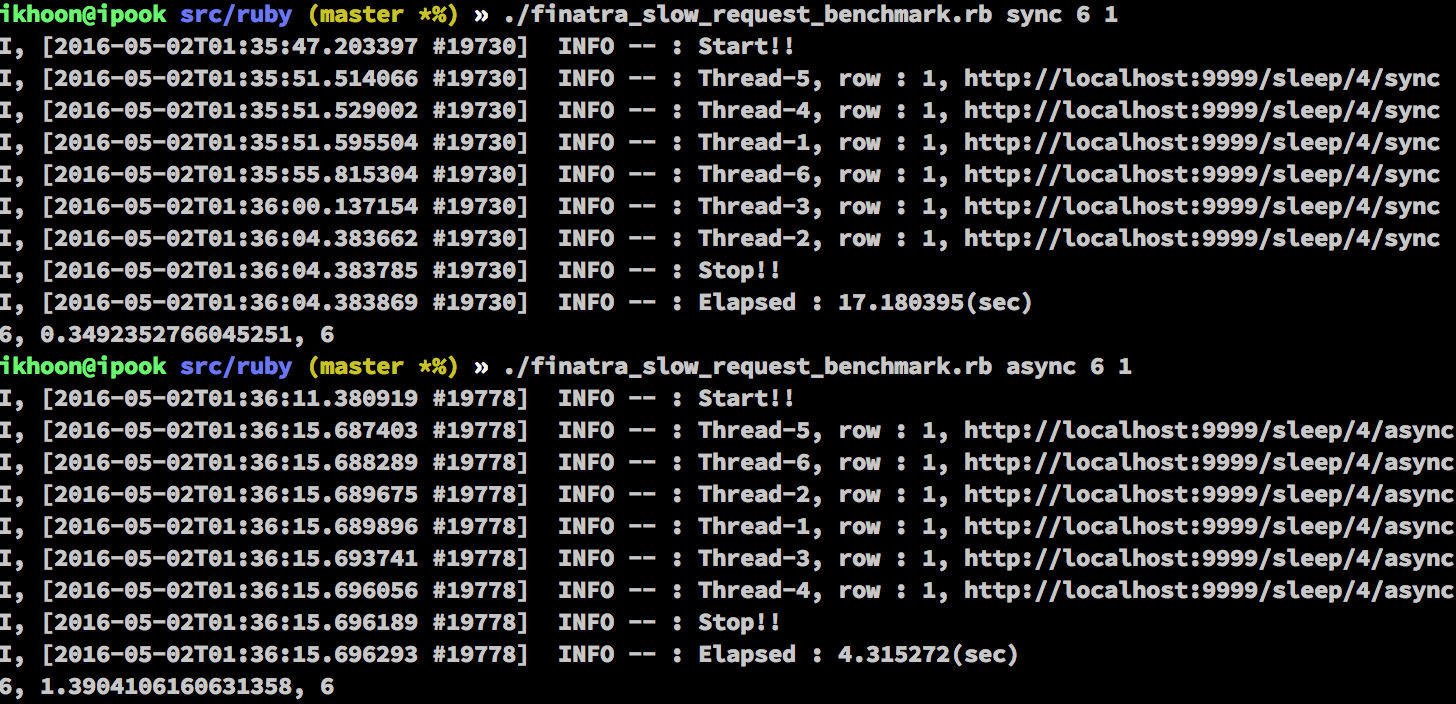 ikhoon@ipook src/ruby (master *%) » ./finatra_slow_request_benchmark.rb sync 6 1
I, [2016-05-02T01:35:47.203397 #19730]  INFO -- : Start!!
I, [2016-05-02T01:35:51.514066 #19730]  INFO -- : Thread-5, row : 1, http://localhost:9999/sleep/4/sync
I, [2016-05-02T01:35:51.529002 #19730]  INFO -- : Thread-4, row : 1, http://localhost:9999/sleep/4/sync
I, [2016-05-02T01:35:51.595504 #19730]  INFO -- : Thread-1, row : 1, http://localhost:9999/sleep/4/sync
I, [2016-05-02T01:35:55.815304 #19730]  INFO -- : Thread-6, row : 1, http://localhost:9999/sleep/4/sync
I, [2016-05-02T01:36:00.137154 #19730]  INFO -- : Thread-3, row : 1, http://localhost:9999/sleep/4/sync
I, [2016-05-02T01:36:04.383662 #19730]  INFO -- : Thread-2, row : 1, http://localhost:9999/sleep/4/sync
I, [2016-05-02T01:36:04.383785 #19730]  INFO -- : Stop!!
I, [2016-05-02T01:36:04.383869 #19730]  INFO -- : Elapsed : 17.180395(sec)
6, 0.3492352766045251, 6
ikhoon@ipook src/ruby (master *%) » ./finatra_slow_request_benchmark.rb async 6 1
I, [2016-05-02T01:36:11.380919 #19778]  INFO -- : Start!!
I, [2016-05-02T01:36:15.687403 #19778]  INFO -- : Thread-5, row : 1, http://localhost:9999/sleep/4/async
I, [2016-05-02T01:36:15.688289 #19778]  INFO -- : Thread-6, row : 1, http://localhost:9999/sleep/4/async
I, [2016-05-02T01:36:15.689675 #19778]  INFO -- : Thread-2, row : 1, http://localhost:9999/sleep/4/async
I, [2016-05-02T01:36:15.689896 #19778]  INFO -- : Thread-1, row : 1, http://localhost:9999/sleep/4/async
I, [2016-05-02T01:36:15.693741 #19778]  INFO -- : Thread-3, row : 1, http://localhost:9999/sleep/4/async
I, [2016-05-02T01:36:15.696056 #19778]  INFO -- : Thread-4, row : 1, http://localhost:9999/sleep/4/async
I, [2016-05-02T01:36:15.696189 #19778]  INFO -- : Stop!!
I, [2016-05-02T01:36:15.696293 #19778]  INFO -- : Elapsed : 4.315272(sec)
6, 1.3904106160631358, 6